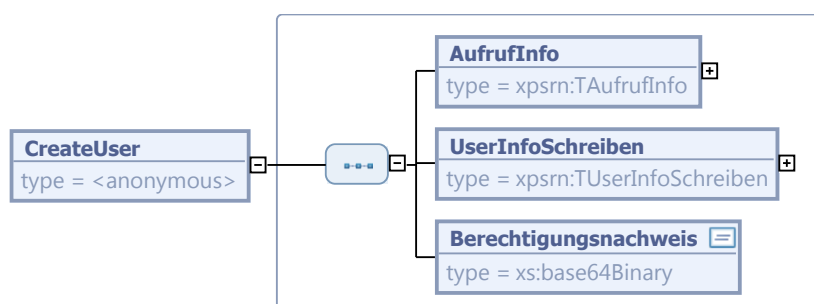 AufrufInfo
type = xpsrn:TAufrufInfo
CreateUser
type = <anonymous>
UserInfoSchreiben
type = xpsrn:TUserInfoSchreiben
Berechtigungsnachweis
type = xs:base64Binary